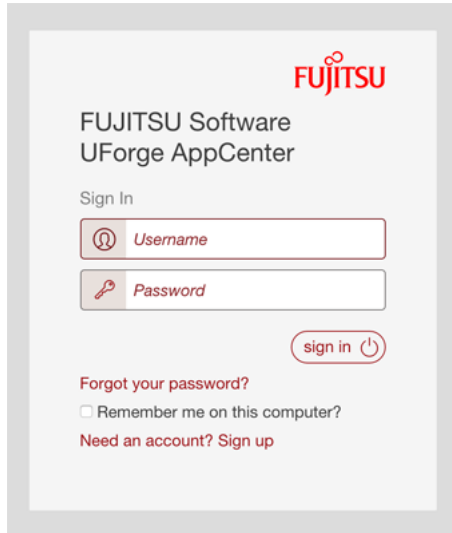 FUJITSU
FUJITSU Software
UForge AppCenter
Sign In
Username
Password
sign in
Forgot your password?
Remember me on this computer?
Need an account? Sign up